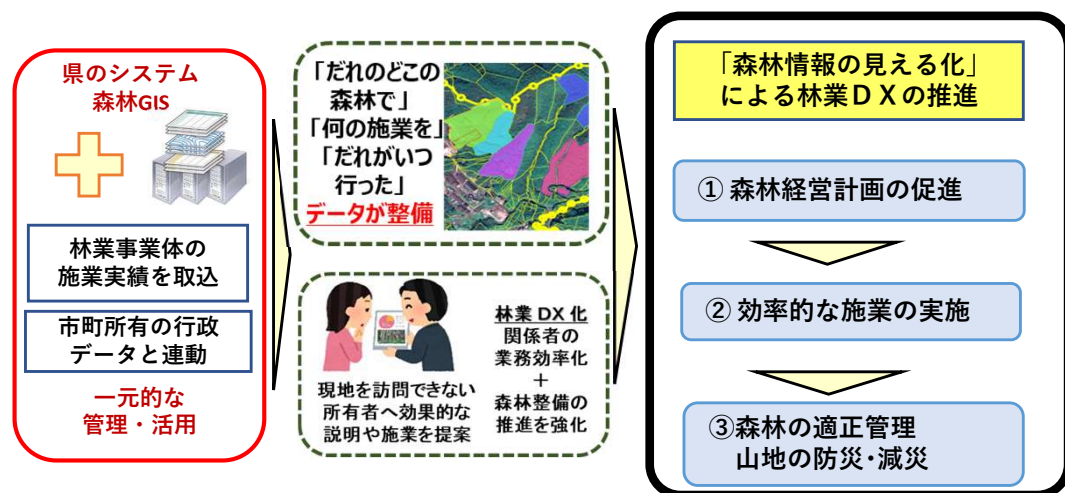 県のシステム
森林GIS
林業事業体の
施業実績を取込
市町所有の行政
データと連動
一元的な
管理・活用
「だれのどこの
森林で」
「何の施業を」
「だれがいつ
行った」
データが整備
現地を訪問できない
所有者へ効果的な
説明や施業を提案
林業 DX 化
関係者の
業務効率化
+
森林整備の
推進を強化
「森林情報の見える化」
による林業DXの推進
① 森林経営計画の促進
② 効率的な施業の実施
③森林の適正管理
山地の防災・減災